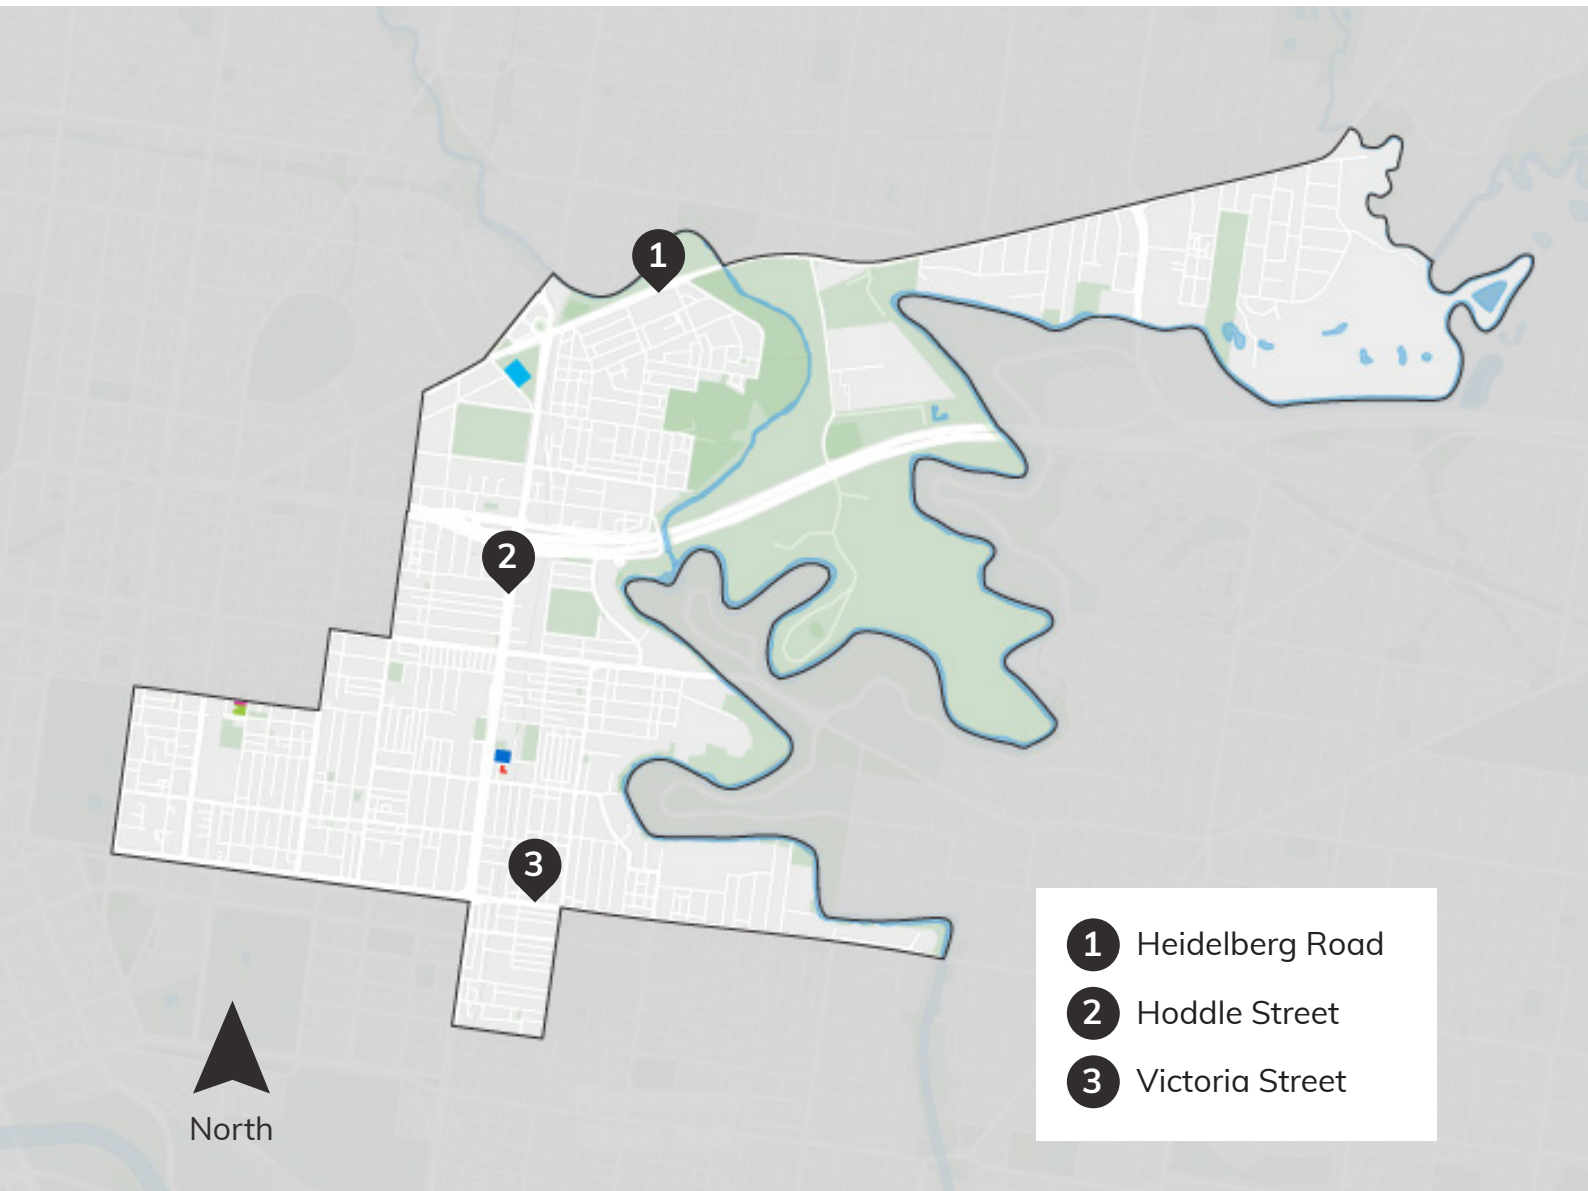 1
2
3
1 Heidelberg Road
2 Hoddle Street
3 Victoria Street
North